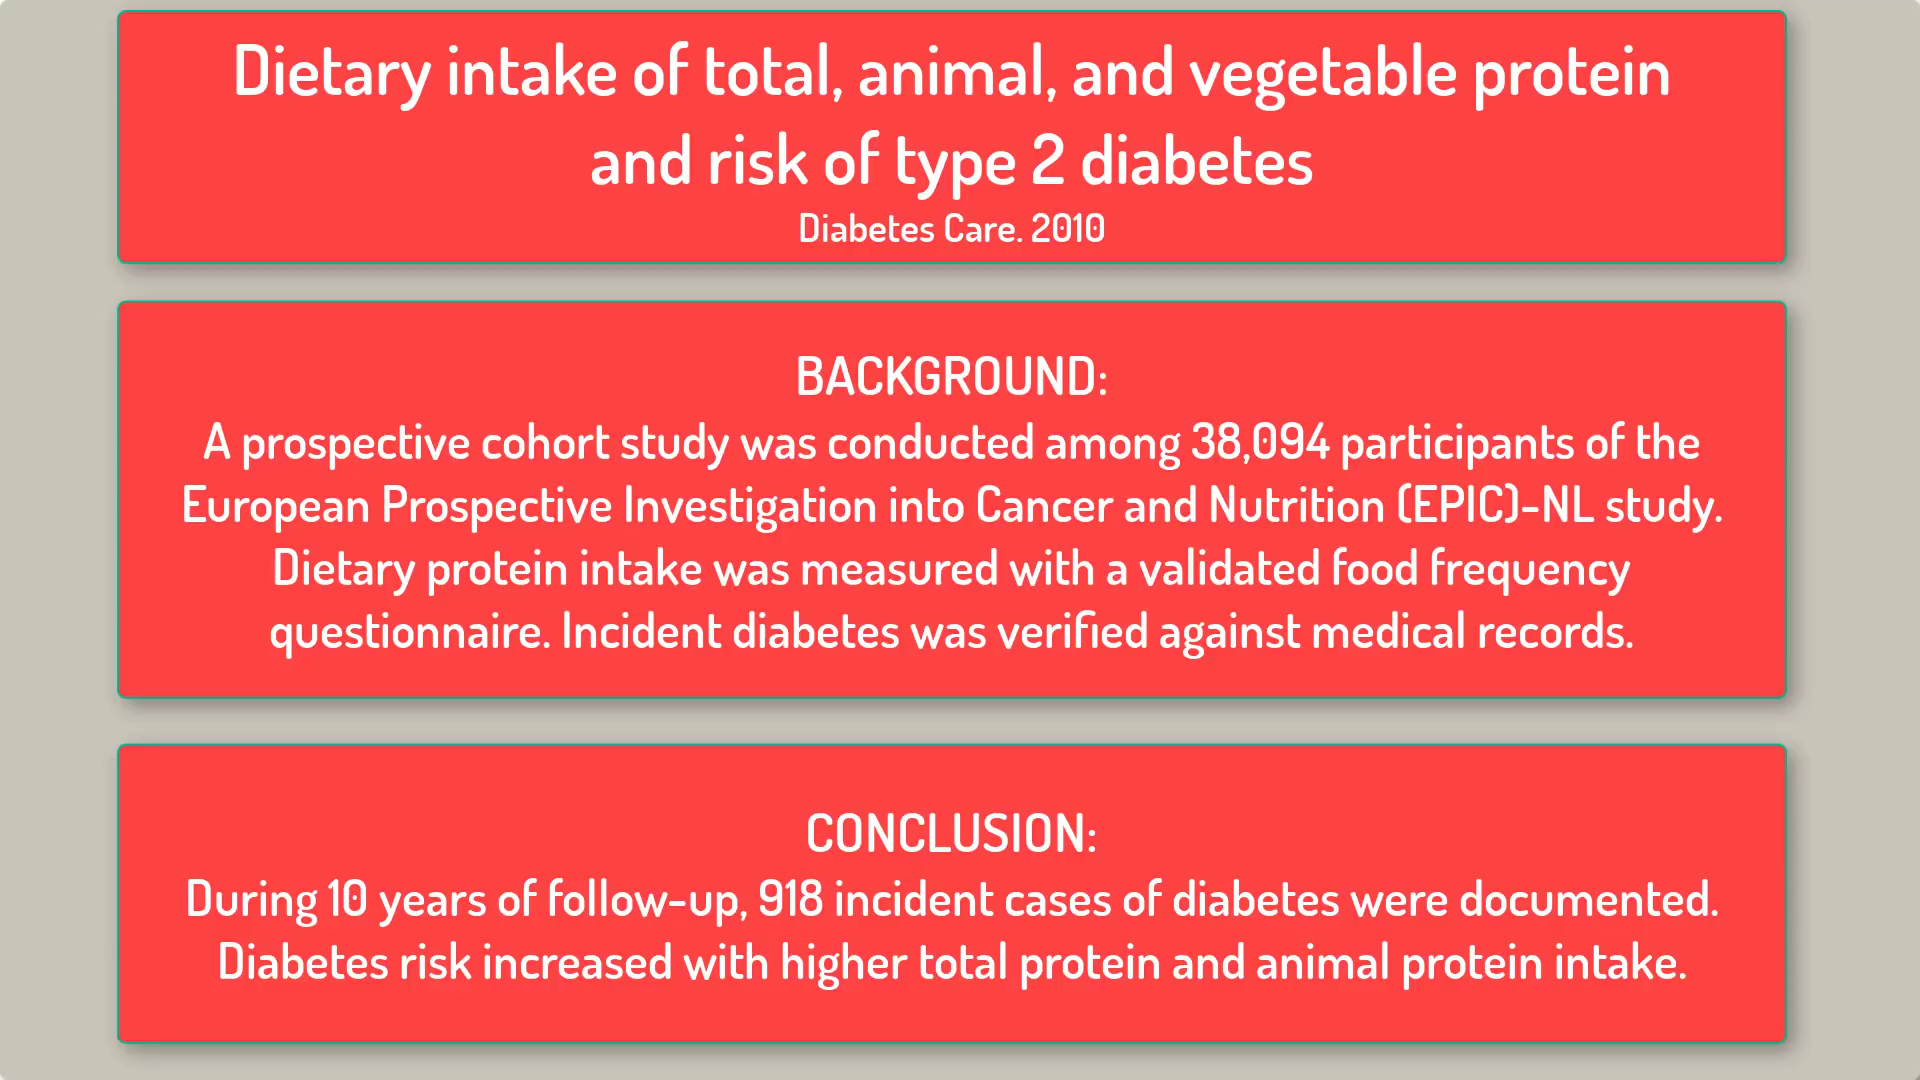 Dietary intake of total, animal, and vegetable protein
and risk of type 2 diabetes
Diabetes Care. 2010
BACKGROUND:
A prospective cohort study was conducted among 38,094 participants of the
European Prospective Investigation into Cancer and Nutrition (EPIC)-NL study.
Dietary protein intake was measured with a validated food frequency
questionnaire. Incident diabetes was verified against medical records.
CONCLUSION:
During 10 years of follow-up, 918 incident cases of diabetes were documented.
Diabetes risk increased with higher total protein and animal protein intake.